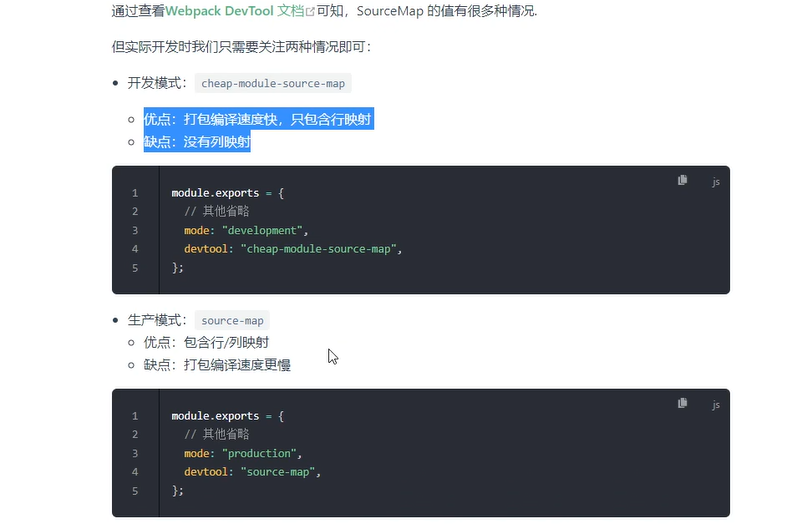 通过查看Webpack DevTool 文档可知，SourceMap 的值有很多种情况.
但实际开发时我们只需要关注两种情况即可：
开发模式：cheap-module-source-map
优点：打包编译速度快，只包含行映射
缺点：没有列映射
js
1 module.exports = {
2 // 其他省略
3 mode: "development",
4 devtool: "cheap-module-source-map",
5 };
生产模式：source-map
优点：包含行/列映射
缺点：打包编译速度更慢
js
1 module.exports = {
2 // 其他省略
3 mode: "production",
4 devtool: "source-map",
5 };